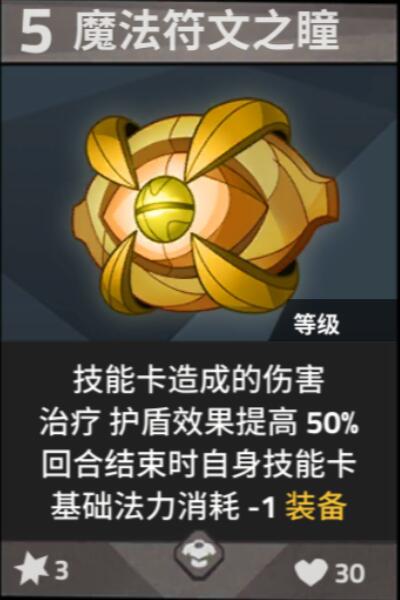 5 魔法符文之瞳
等级
技能卡造成的伤害
治疗 护盾效果提高 50%
回合结束时自身技能卡
基础法力消耗 -1 装备
3 30